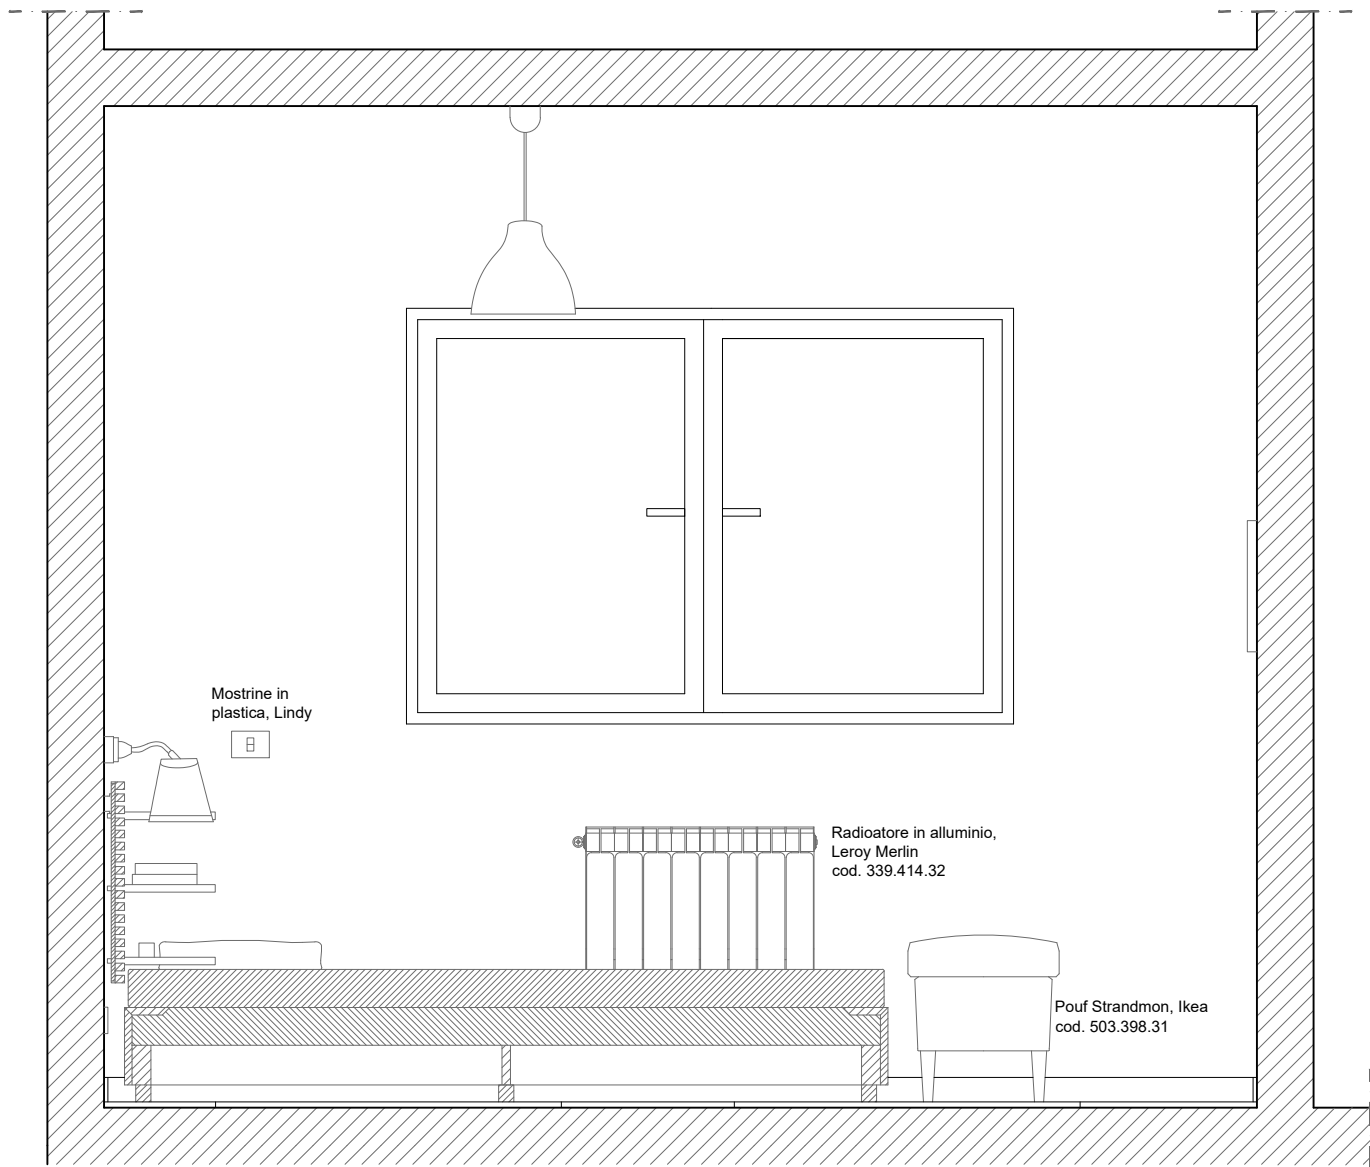 Mostrine in
plastica, Lindy
Radioatore in alluminio,
Leroy Merlin
cod. 339.414.32
Pouf Strandmon, Ikea
cod. 503.398.31